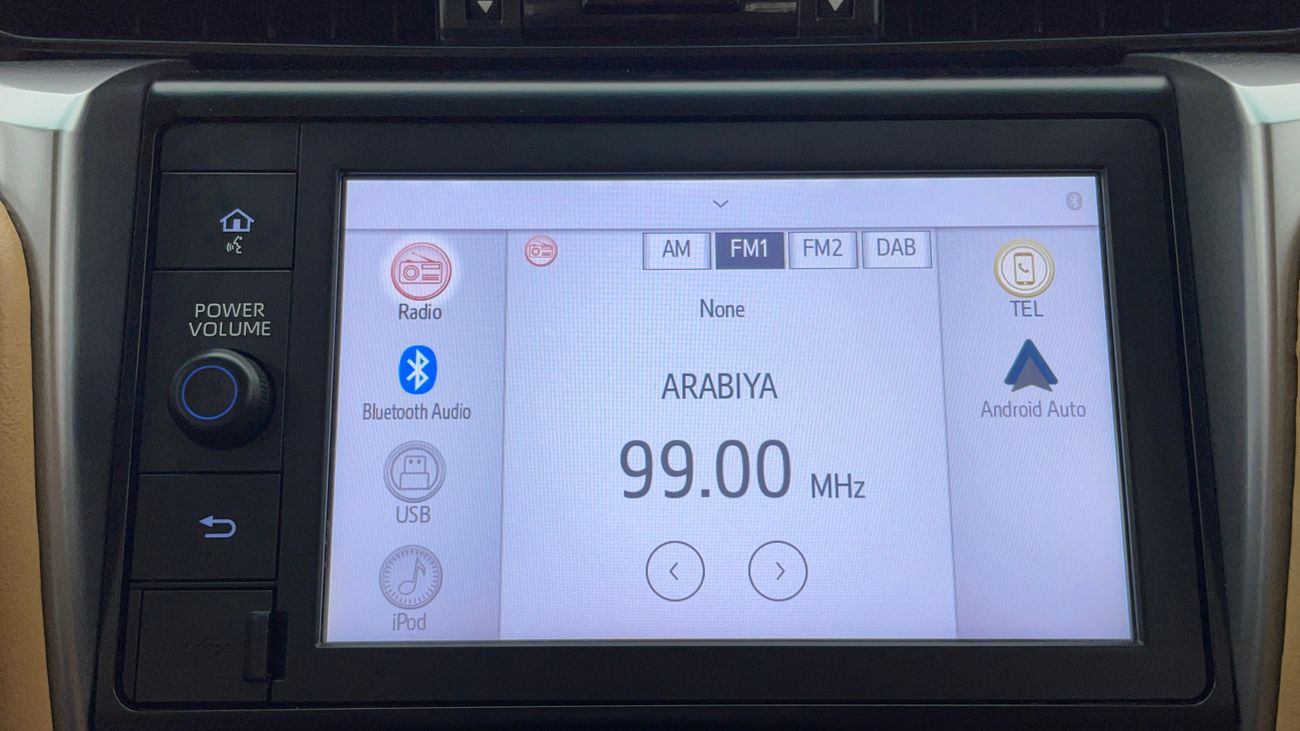 POWER
VOLUME
Radio
Bluetooth Audio
USB
iPod
AM FM1 FM2 DAB
None
ARABIYA
99.00 MHz
TEL
Android Auto